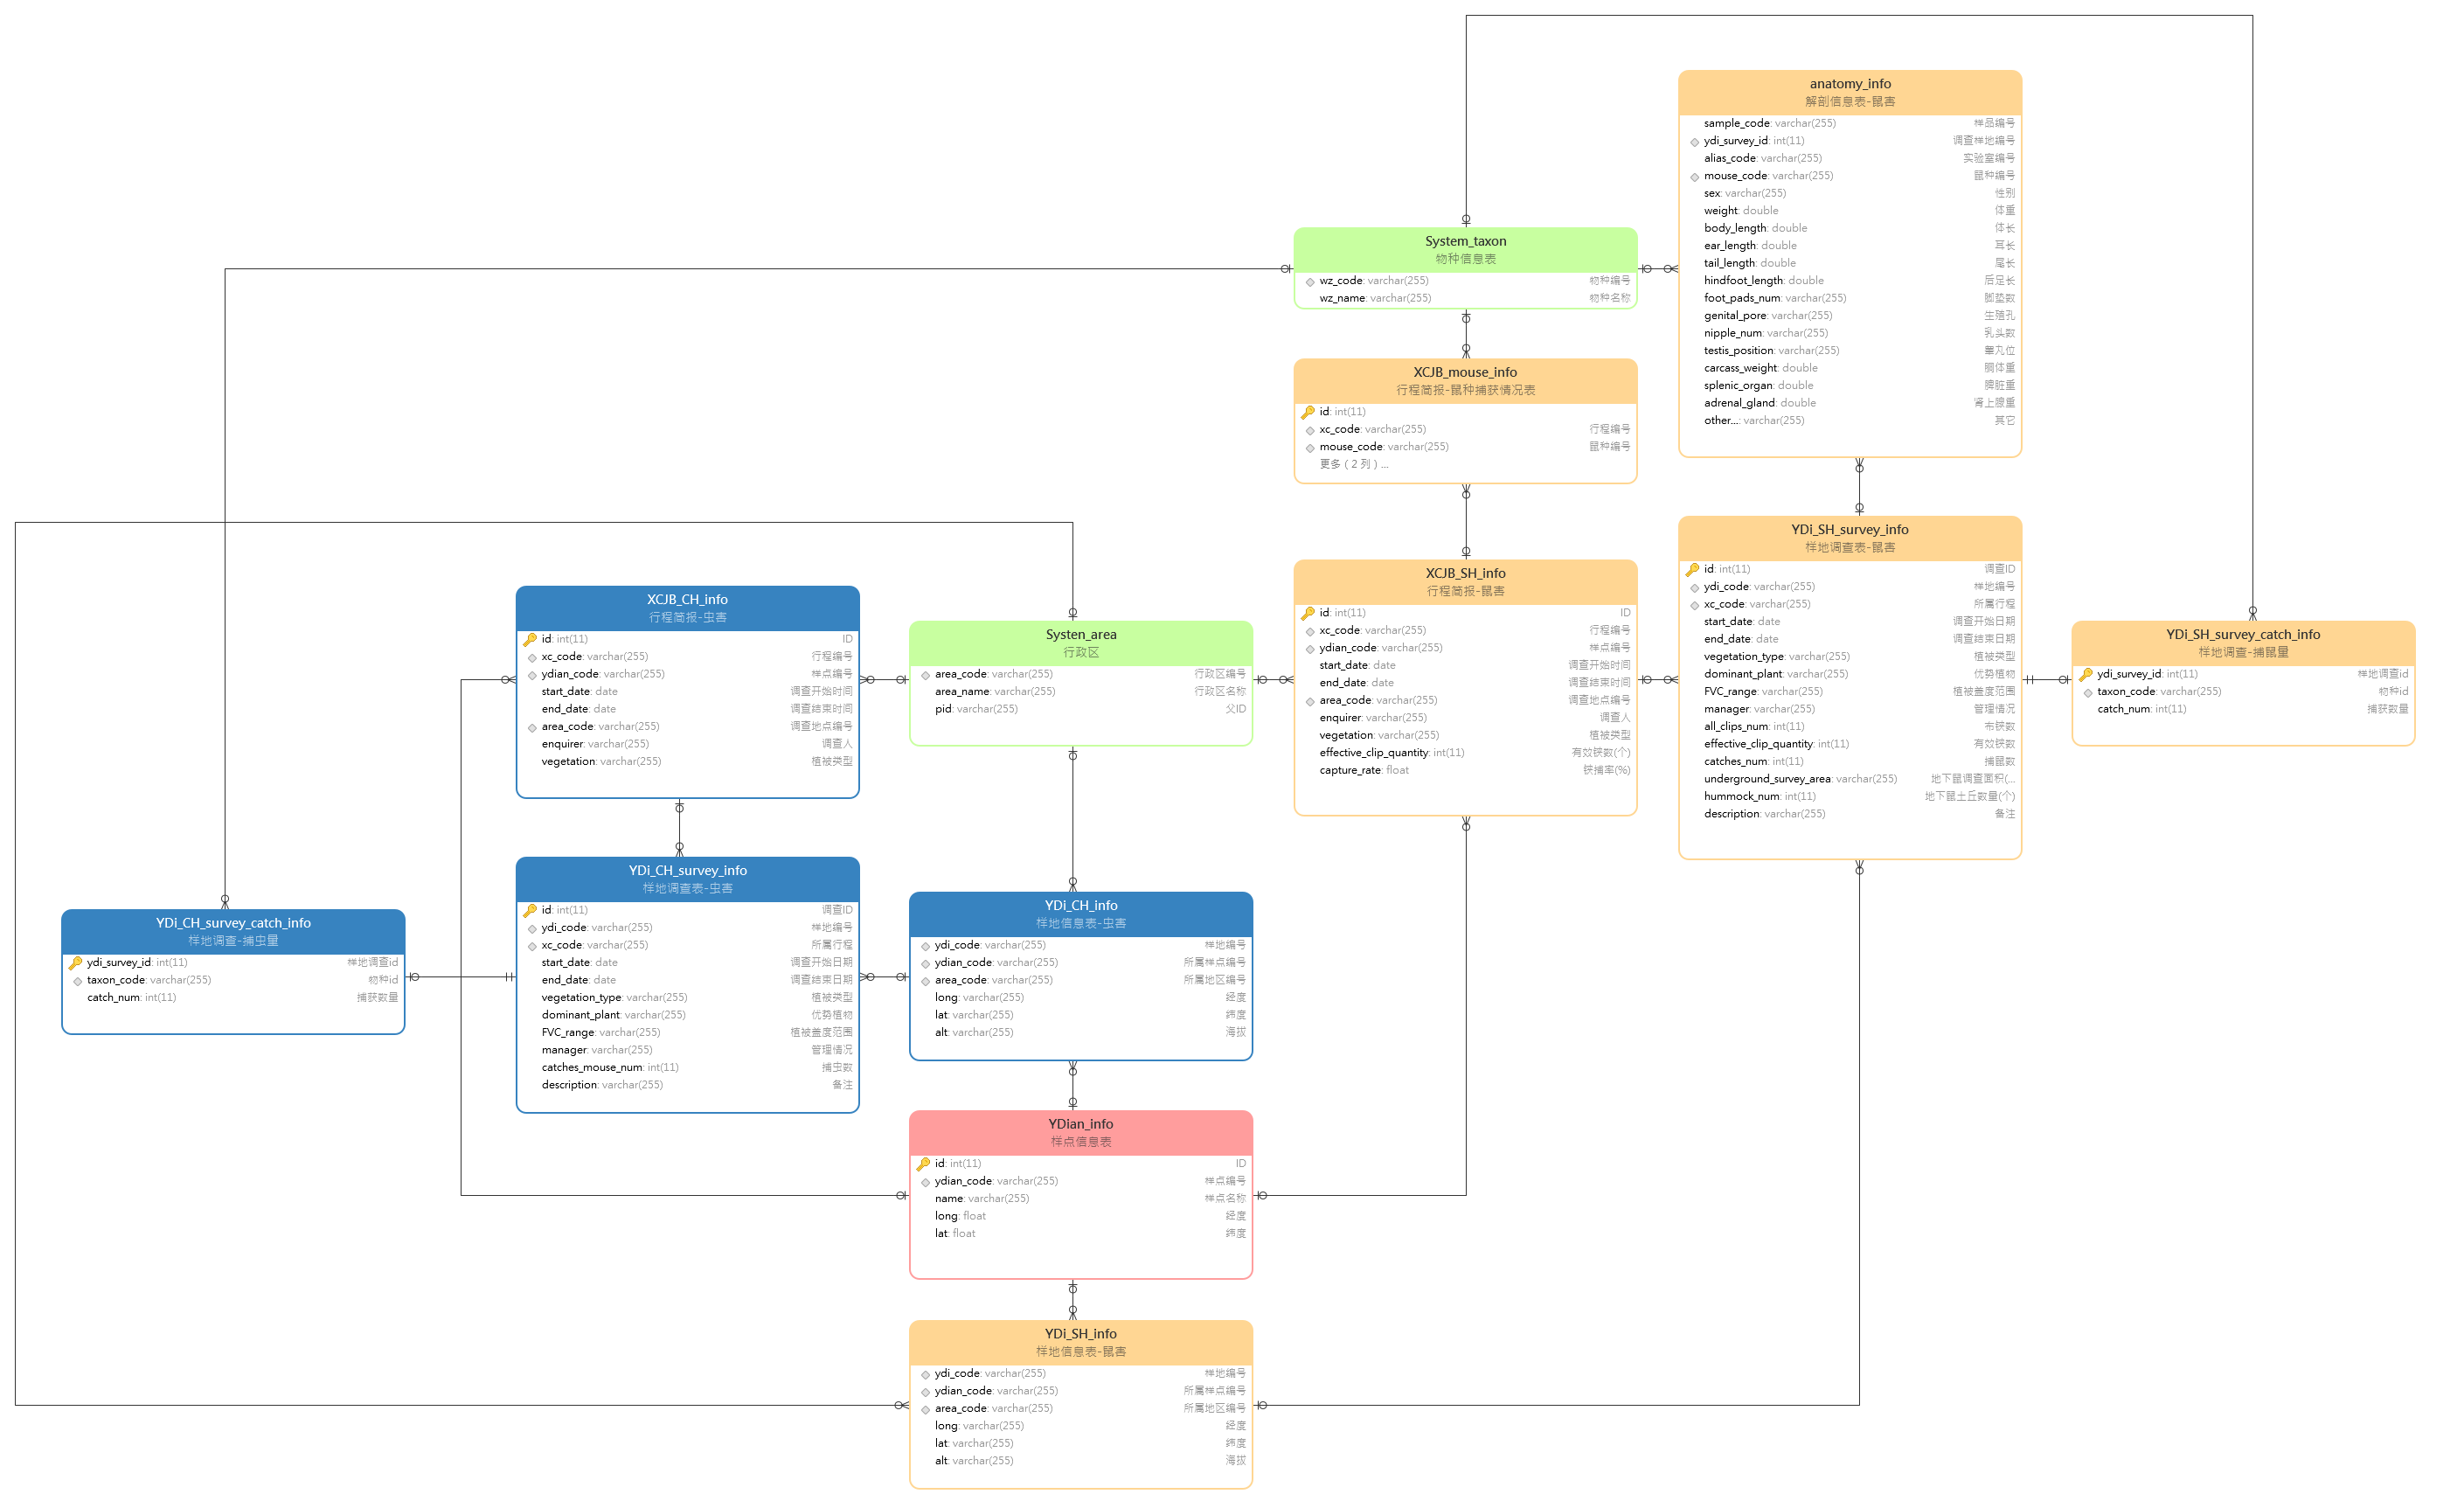 anatomy_info
解剖信息表-鼠害
sample_code: varchar(255) 样品编号
ydi_survey_id: int(11) 调查样地编号
alias_code: varchar(255) 实验室编号
mouse_code: varchar(255) 鼠种编号
sex: varchar(255) 性别
weight: double 体重
body_length: double 体长
ear_length: double 耳长
tail_length: double 尾长
hindfoot_length: double 后足长
foot_pads_num: varchar(255) 脚垫数
genital_pore: varchar(255) 生殖孔
nipple_num: varchar(255) 乳头数
testis_position: varchar(255) 睾丸位
carcass_weight: double 胴体重
splenic_organ: double 脾脏重
adrenal_gland: double 肾上腺重
other...: varchar(255) 其它
System_taxon
物种信息表
wz_code: varchar(255) 物种编号
wz_name: varchar(255) 物种名称
XCJB_mouse_info
行程简报-鼠种捕获情况表
id: int(11)
xc_code: varchar(255) 行程编号
mouse_code: varchar(255) 鼠种编号
更多 ( 2 列 ) ...
YDi_SH_survey_info
样地调查表-鼠害
id: int(11) 调查ID
ydi_code: varchar(255) 样地编号
xc_code: varchar(255) 所属行程
start_date: date 调查开始日期
end_date: date 调查结束日期
vegetation_type: varchar(255) 植被类型
dominant_plant: varchar(255) 优势植物
FVC_range: varchar(255) 植被盖度范围
manager: varchar(255) 管理情况
all_clips_num: int(11) 布铗数
effective_clip_quantity: int(11) 有效铗数
catches_num: int(11) 捕鼠数
underground_survey_area: varchar(255) 地下鼠调查面积(...
hummock_num: int(11) 地下鼠土丘数量(个)
description: varchar(255) 备注
XCJB_SH_info
行程简报-鼠害
id: int(11) ID
xc_code: varchar(255) 行程编号
ydian_code: varchar(255) 样点编号
start_date: date 调查开始时间
end_date: date 调查结束时间
area_code: varchar(255) 调查地点编号
enquirer: varchar(255) 调查人
vegetation: varchar(255) 植被类型
effective_clip_quantity: int(11) 有效铗数(个)
capture_rate: float 铗捕率(%)
XCJB_CH_info
行程简报-虫害
id: int(11) ID
xc_code: varchar(255) 行程编号
ydian_code: varchar(255) 样点编号
start_date: date 调查开始时间
end_date: date 调查结束时间
area_code: varchar(255) 调查地点编号
enquirer: varchar(255) 调查人
vegetation: varchar(255) 植被类型
Systen_area
行政区
area_code: varchar(255) 行政区编号
area_name: varchar(255) 行政区名称
pid: varchar(255) 父ID
YDi_SH_survey_catch_info
样地调查-捕鼠量
ydi_survey_id: int(11) 样地调查id
taxon_code: varchar(255) 物种id
catch_num: int(11) 捕获数量
YDi_CH_survey_info
样地调查表-虫害
id: int(11) 调查ID
ydi_code: varchar(255) 样地编号
xc_code: varchar(255) 所属行程
start_date: date 调查开始日期
end_date: date 调查结束日期
vegetation_type: varchar(255) 植被类型
dominant_plant: varchar(255) 优势植物
FVC_range: varchar(255) 植被盖度范围
manager: varchar(255) 管理情况
catches_mouse_num: int(11) 捕虫数
description: varchar(255) 备注
YDi_CH_info
样地信息表-虫害
ydi_code: varchar(255) 样地编号
ydian_code: varchar(255) 所属样点编号
area_code: varchar(255) 所属地区编号
long: varchar(255) 经度
lat: varchar(255) 纬度
alt: varchar(255) 海拔
YDi_CH_survey_catch_info
样地调查-捕虫量
ydi_survey_id: int(11) 样地调查id
taxon_code: varchar(255) 物种id
catch_num: int(11) 捕获数量
YDian_info
样点信息表
id: int(11) ID
ydian_code: varchar(255) 样点编号
name: varchar(255) 样点名称
long: float 经度
lat: float 纬度
YDi_SH_info
样地信息表-鼠害
ydi_code: varchar(255) 样地编号
ydian_code: varchar(255) 所属样点编号
area_code: varchar(255) 所属地区编号
long: varchar(255) 经度
lat: varchar(255) 纬度
alt: varchar(255) 海拔